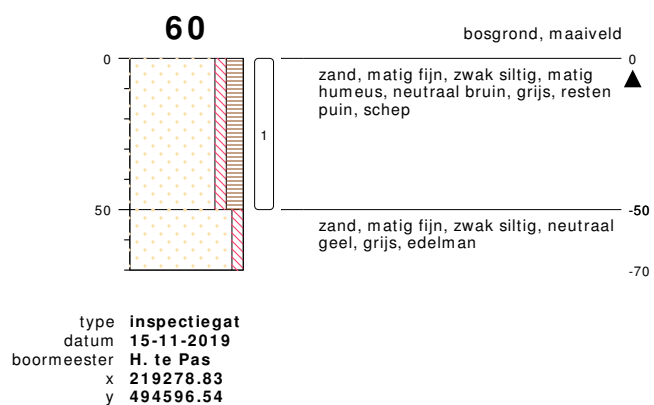 60
bosgrond, maaiveld
0
0
zand, matig fijn, zwak siltig, matig
humeus, neutraal bruin, grijs, resten
puin, schep
1
50
-50
zand, matig fijn, zwak siltig, neutraal
geel, grijs, edelman
-70
type inspectiegat
datum 15-11-2019
boormeester H. te Pas
x 219278.83
y 494596.54